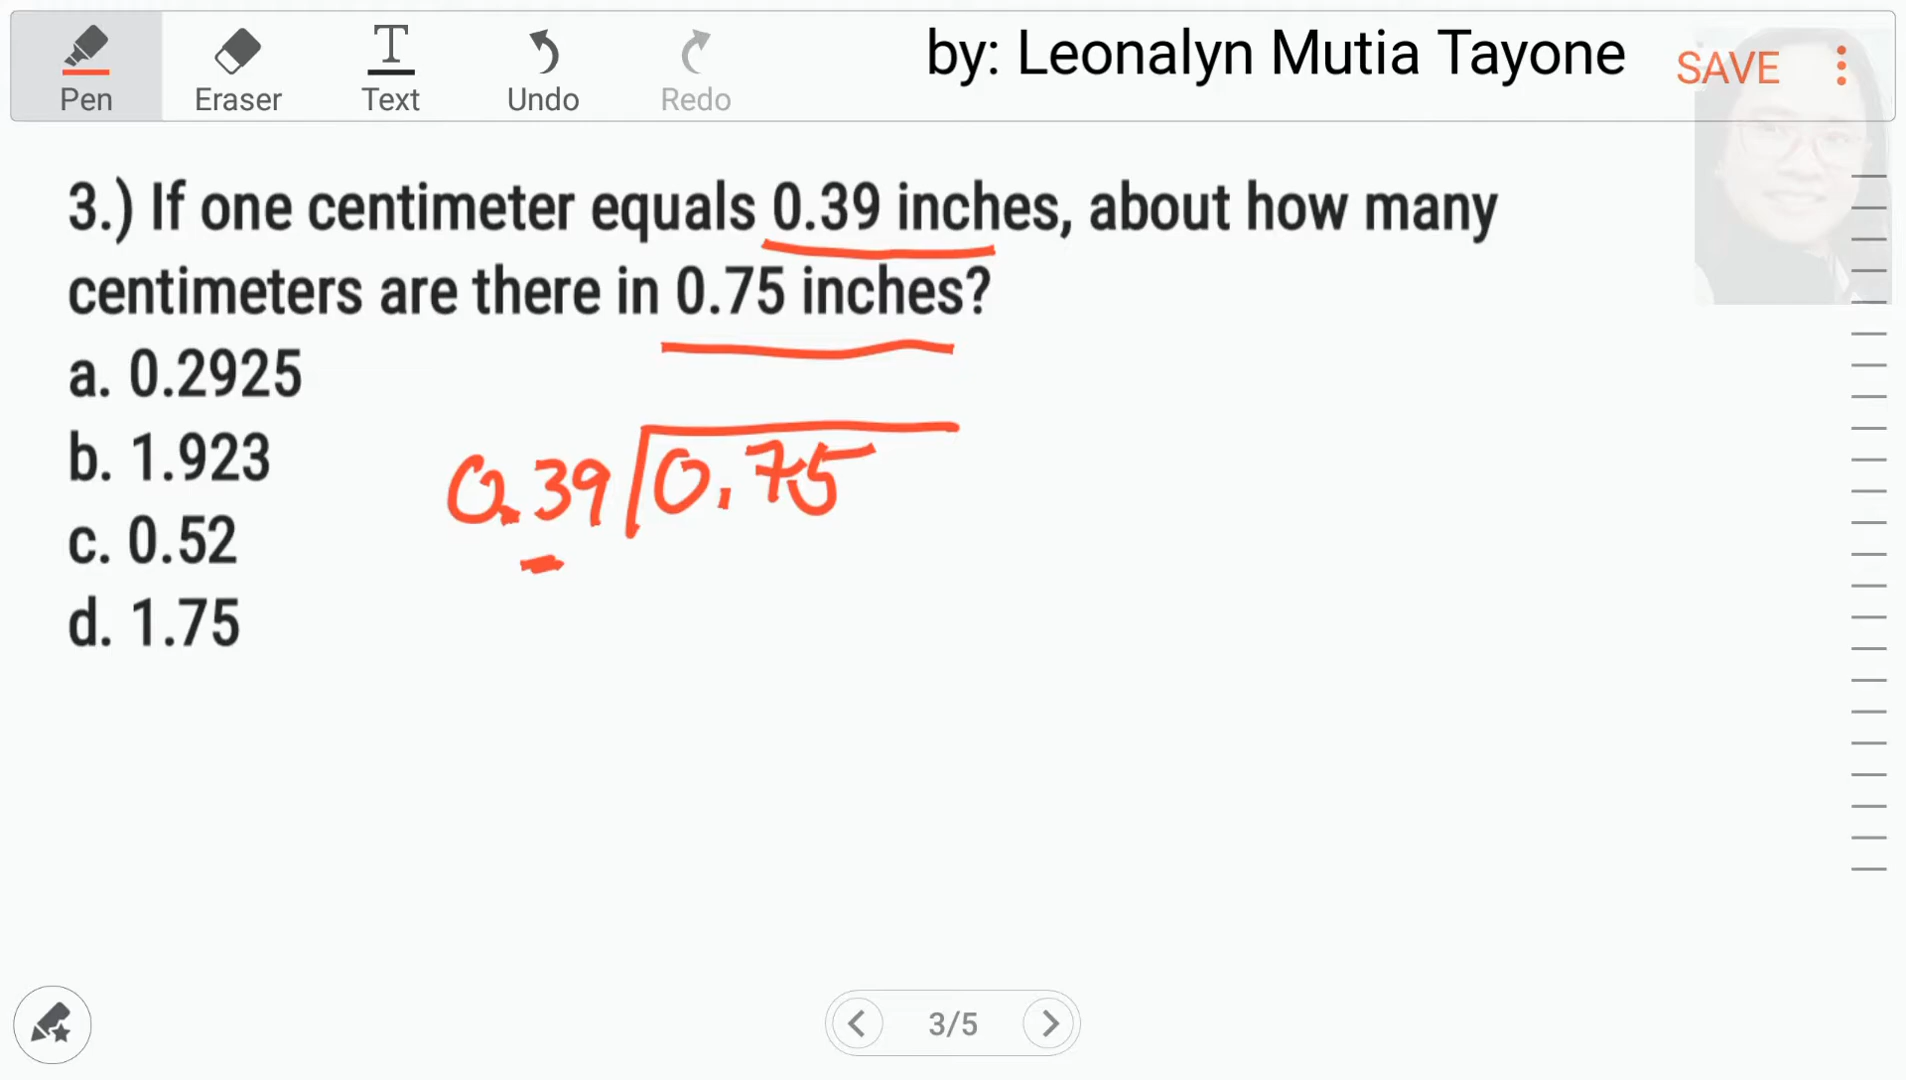 by: Leonalyn Mutia Tayone
SAVE
Pen
Eraser
Text
Undo
Redo
3.) If one centimeter equals 0.39 inches, about how many
centimeters are there in 0.75 inches?
a. 0.2925
b. 1.923
c. 0.52
d. 1.75
0.39 0.75
3/5